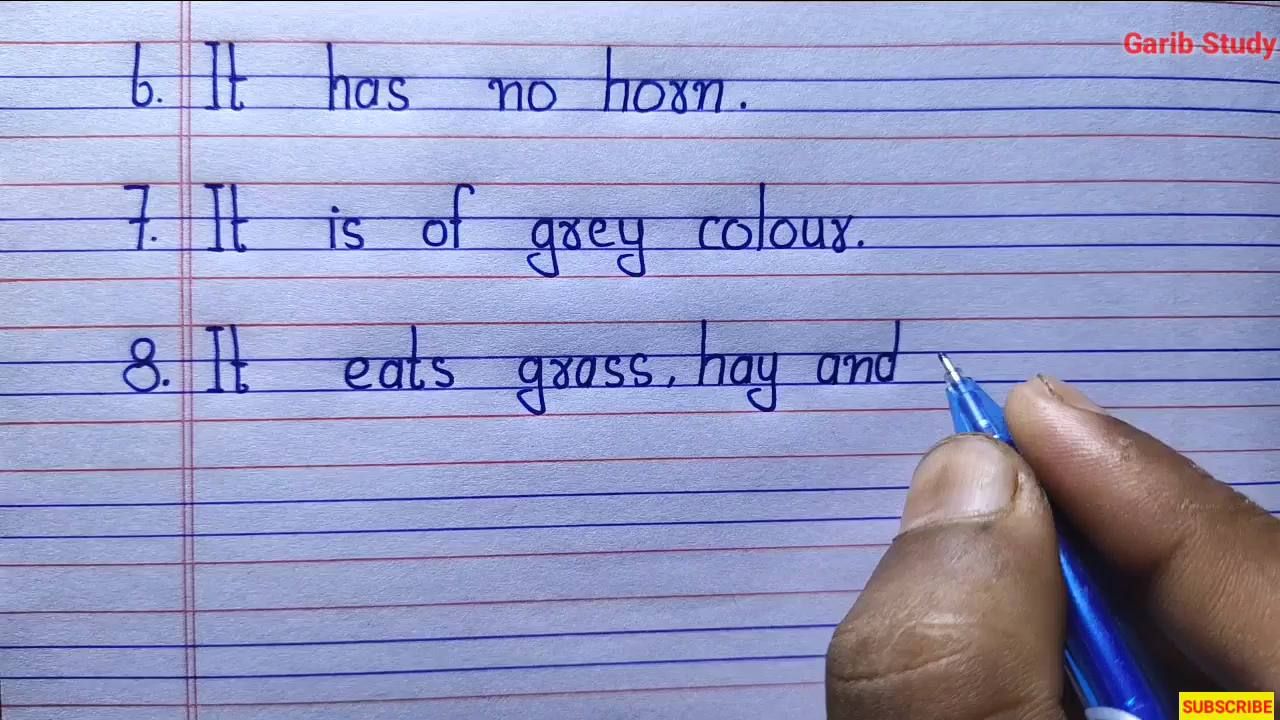 Garib Study
6. It has no horn.
7. It is of grey colour.
8. It eats grass, hay and
SUBSCRIBE